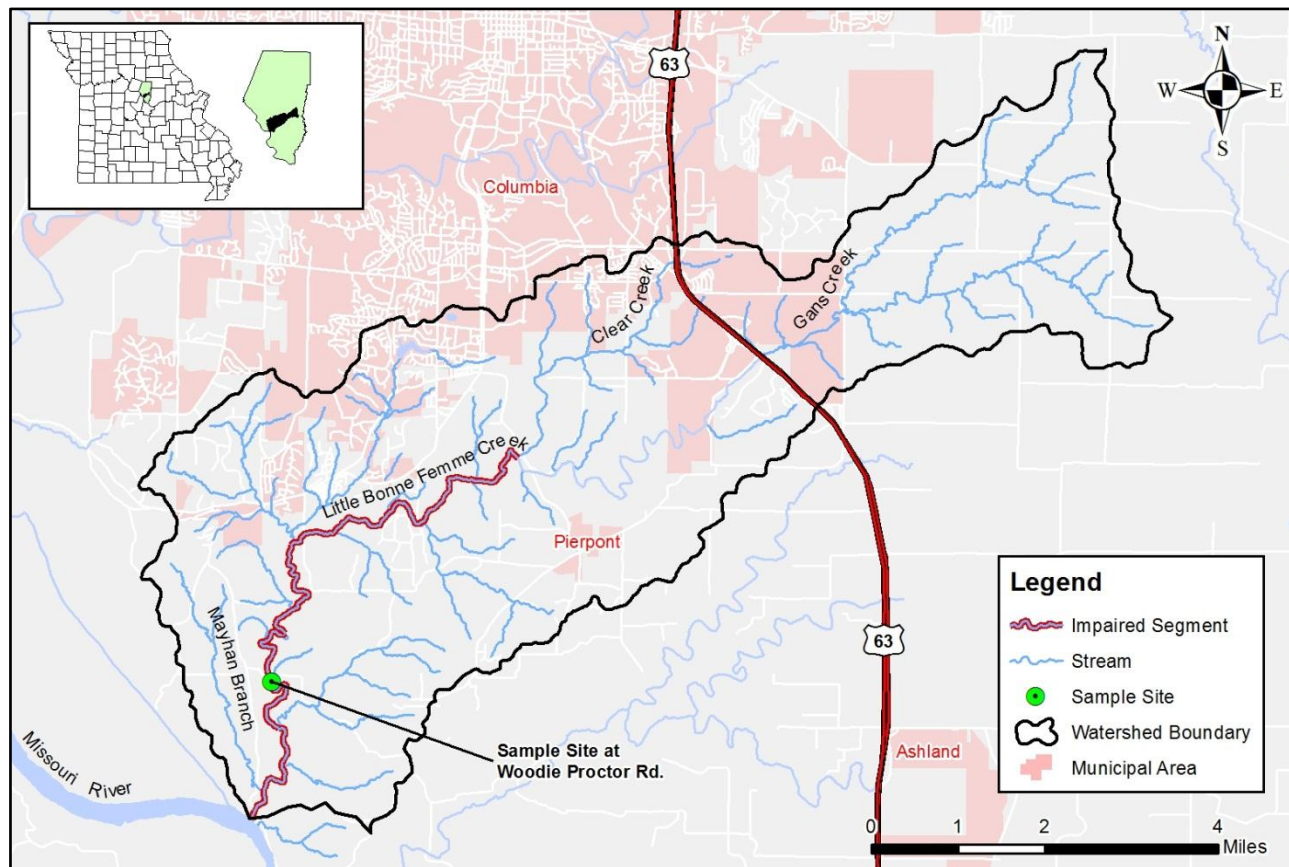 63
N
W
E
S
Columbia
Clear Creek
Gans Creek
Little Bonne Femme Creek
Pierpont
Mayhan Branch
63
Missouri River
Sample Site at
Woodie Proctor Rd.
Ashland
Legend
Impaired Segment
Stream
Sample Site
Watershed Boundary
Municipal Area
0 1 2 4
Miles